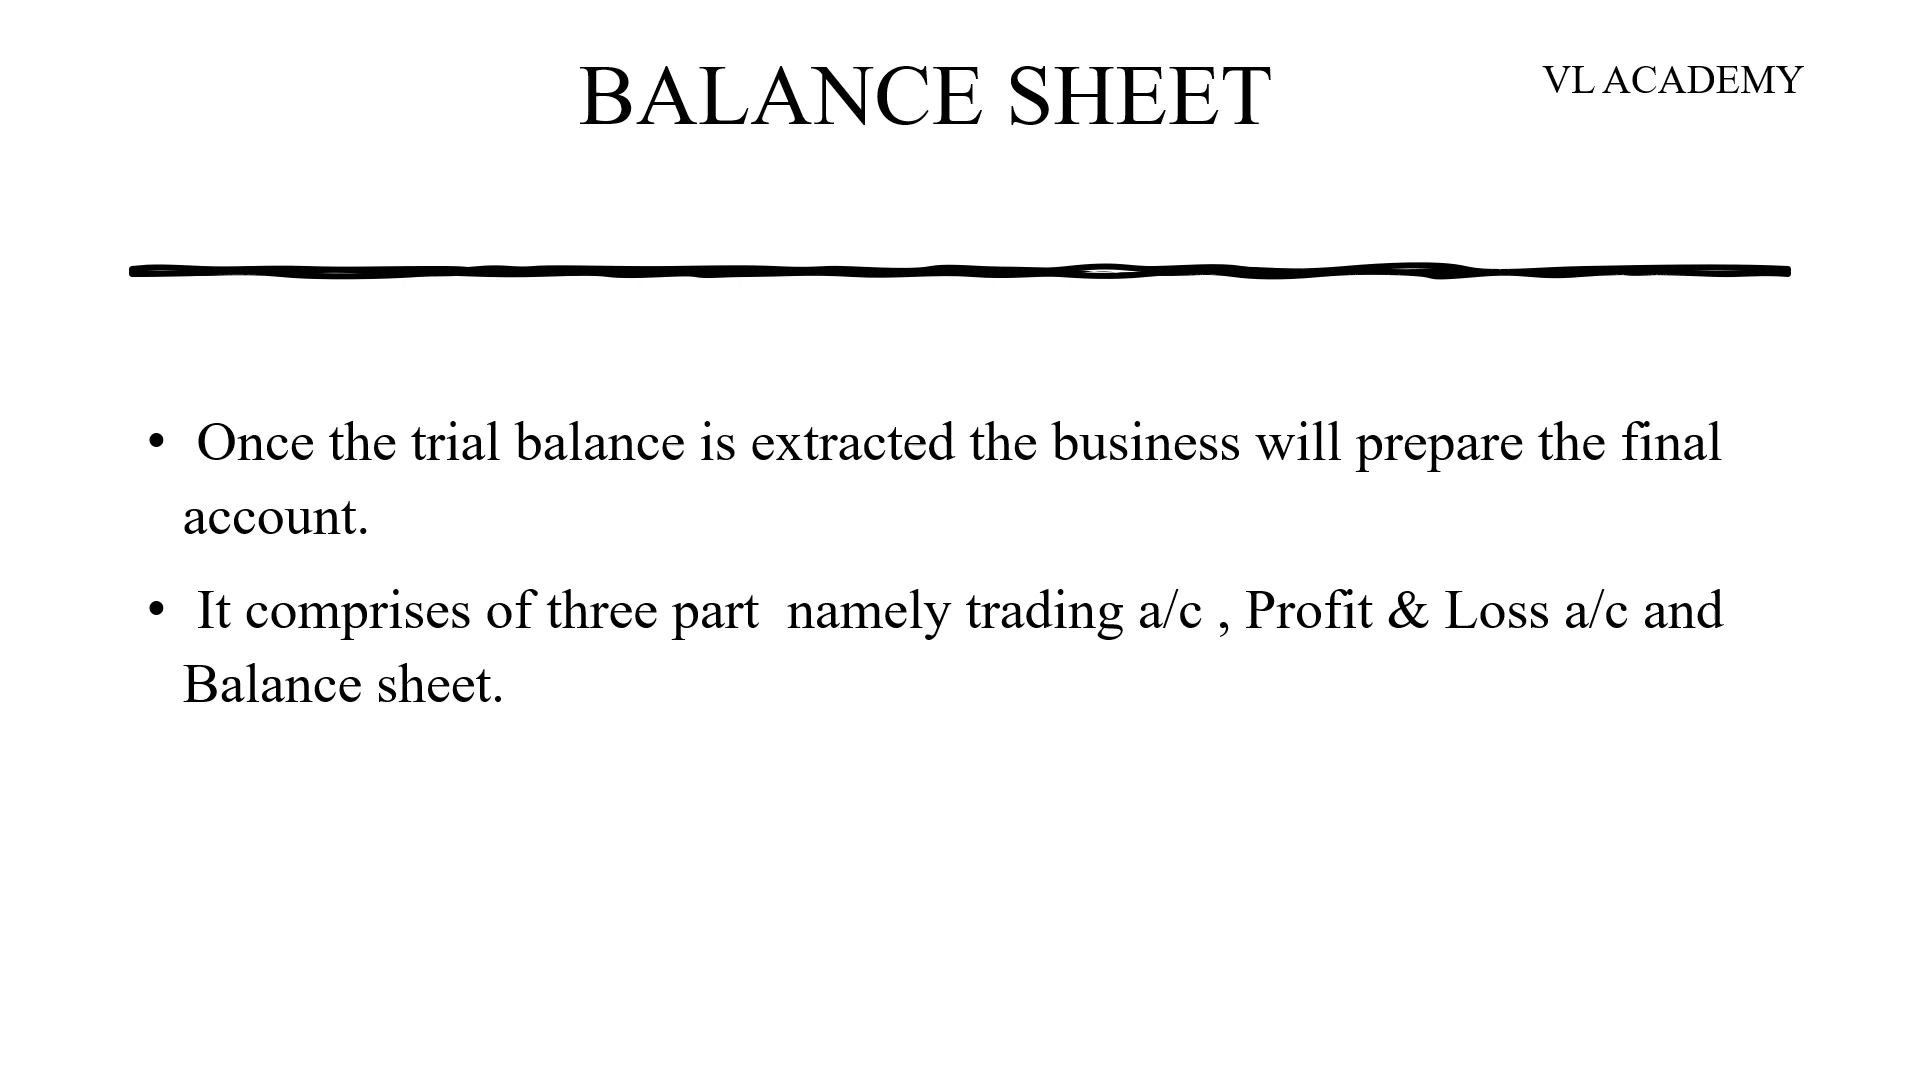 BALANCE SHEET
VL ACADEMY
• Once the trial balance is extracted the business will prepare the final
account.
• It comprises of three part  namely trading a/c , Profit & Loss a/c and
Balance sheet.